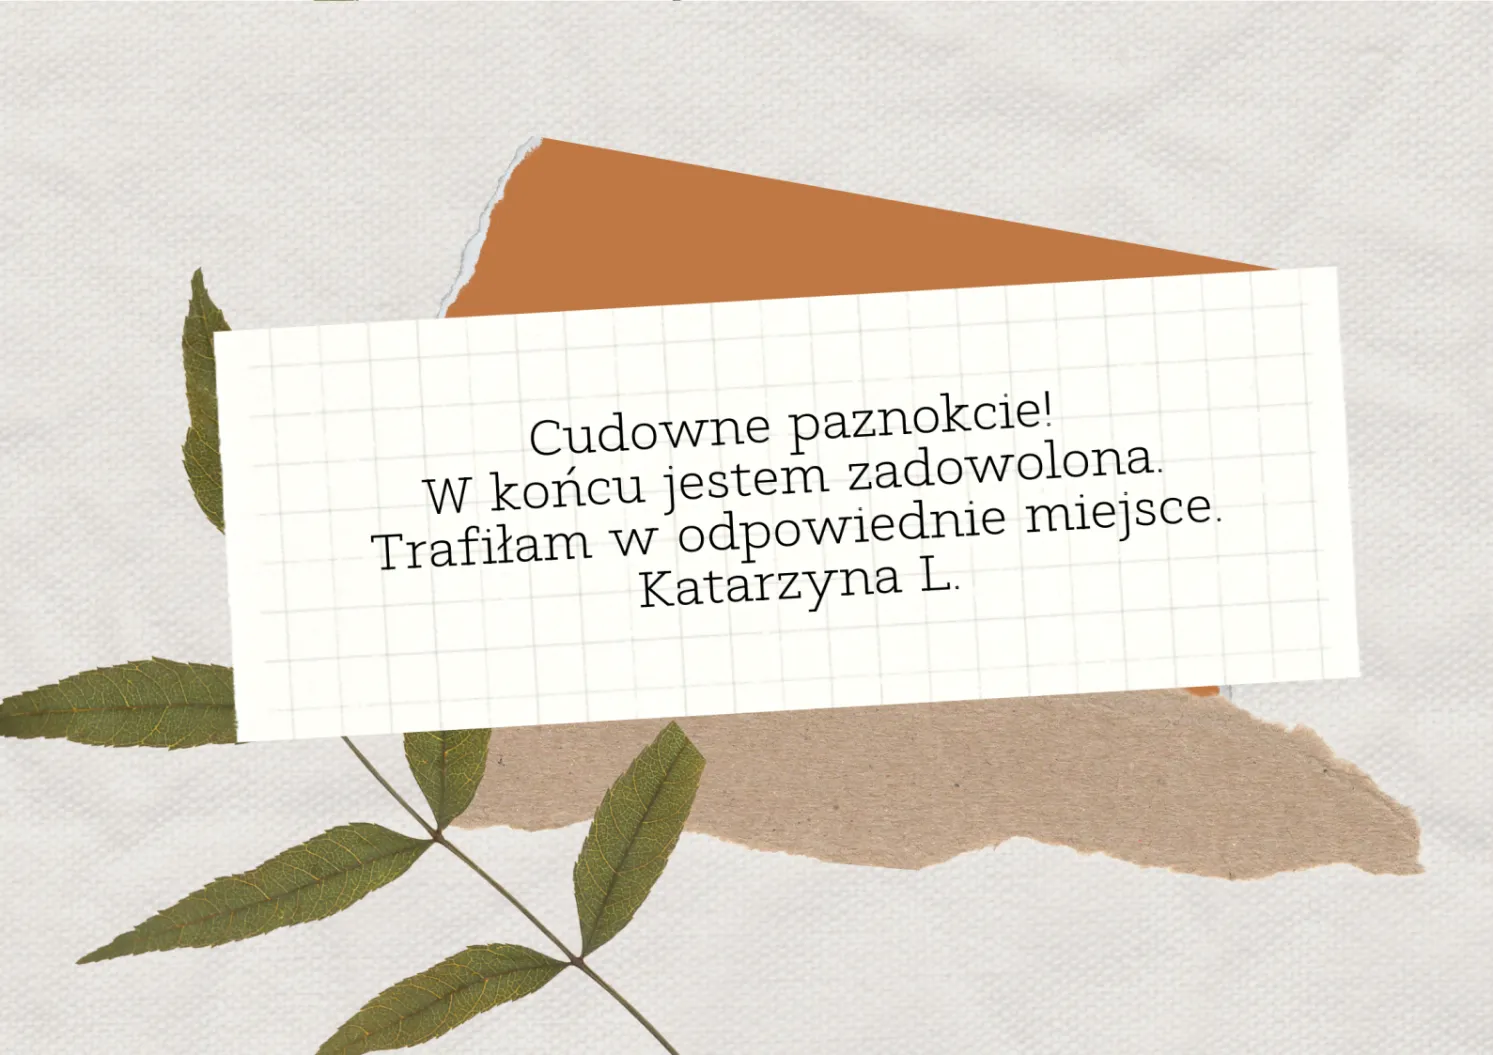 Cudowne paznokcie!
W końcu jestem zadowolona.
Trafiłam w odpowiednie miejsce.
Katarzyna L.